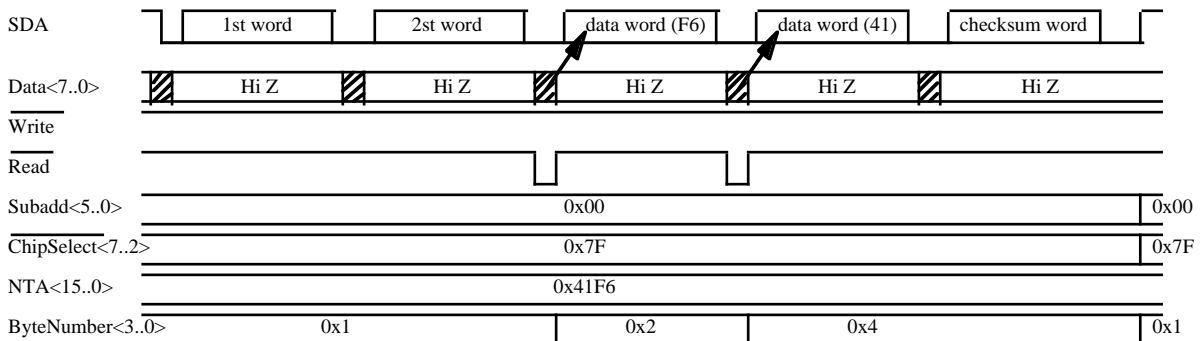 SDA 1st word 2st word data word (F6) data word (41) checksum word
Data<7..0> Hi Z Hi Z Hi Z Hi Z Hi Z
Write
Read
Subadd<5..0> 0x00 0x00
ChipSelect<7..2> 0x7F 0x7F
NTA<15..0> 0x41F6
ByteNumber<3..0> 0x1 0x2 0x4 0x1